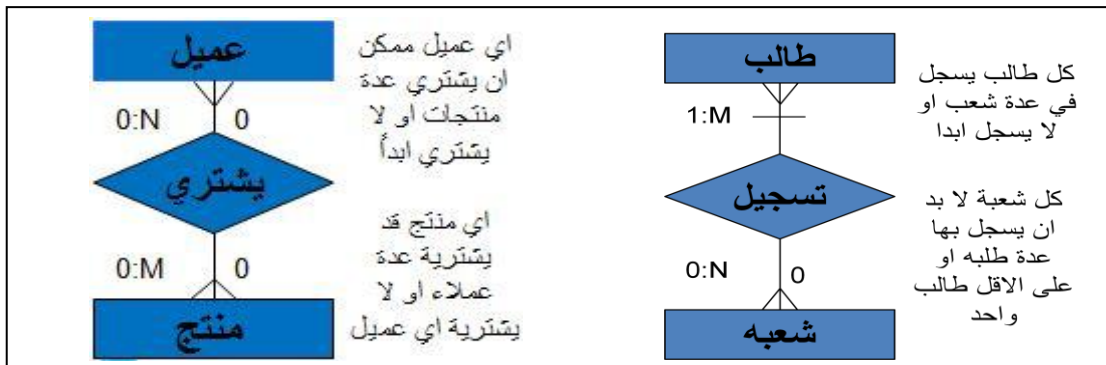 طالب
كل طالب يسجل
في عدة شعب او
لا يسجل ابدا
1:M
تسجيل
كل شعبة لا بد
ان يسجل بها
عدة طلبه او
على الاقل طالب
واحد
0:N
0
شعبه
عميل
اي عميل ممكن
ان يشتري عدة
منتجات او لا
يشتري ابداً
0:N
0
يشتري
اي منتج قد
يشترية عدة
عملاء او لا
يشترية اي عميل
0:M
0
منتج